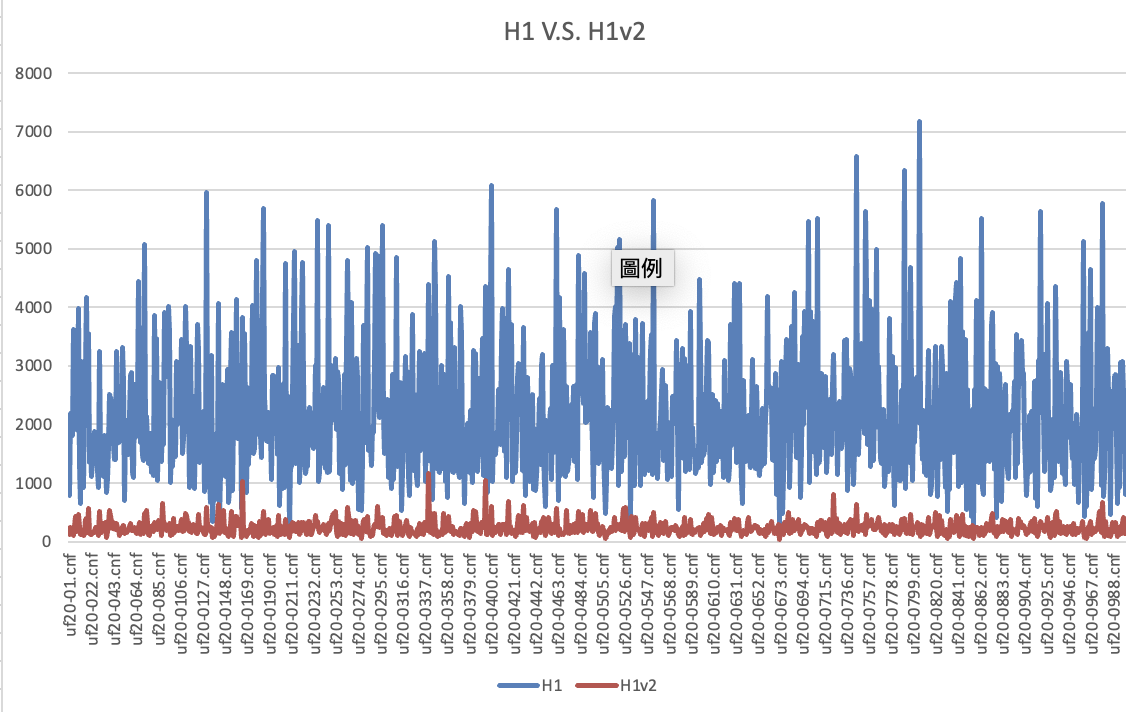 H1 V.S. H1v2
8000
7000
6000
5000
圖例
4000
3000
2000
1000
0
uf20-01.cnf
uf20-022.cnf
uf20-043.cnf
uf20-064.cnf
uf20-085.cnf
uf20-0106.cnf
uf20-0127.cnf
uf20-0148.cnf
uf20-0169.cnf
uf20-0190.cnf
uf20-0211.cnf
uf20-0232.cnf
uf20-0253.cnf
uf20-0274.cnf
uf20-0295.cnf
uf20-0316.cnf
uf20-0337.cnf
uf20-0358.cnf
uf20-0379.cnf
uf20-0400.cnf
uf20-0421.cnf
uf20-0442.cnf
uf20-0463.cnf
uf20-0484.cnf
uf20-0505.cnf
uf20-0526.cnf
uf20-0547.cnf
uf20-0568.cnf
uf20-0589.cnf
uf20-0610.cnf
uf20-0631.cnf
uf20-0652.cnf
uf20-0673.cnf
uf20-0694.cnf
uf20-0715.cnf
uf20-0736.cnf
uf20-0757.cnf
uf20-0778.cnf
uf20-0799.cnf
uf20-0820.cnf
uf20-0841.cnf
uf20-0862.cnf
uf20-0883.cnf
uf20-0904.cnf
uf20-0925.cnf
uf20-0946.cnf
uf20-0967.cnf
uf20-0988.cnf
H1 H1v2